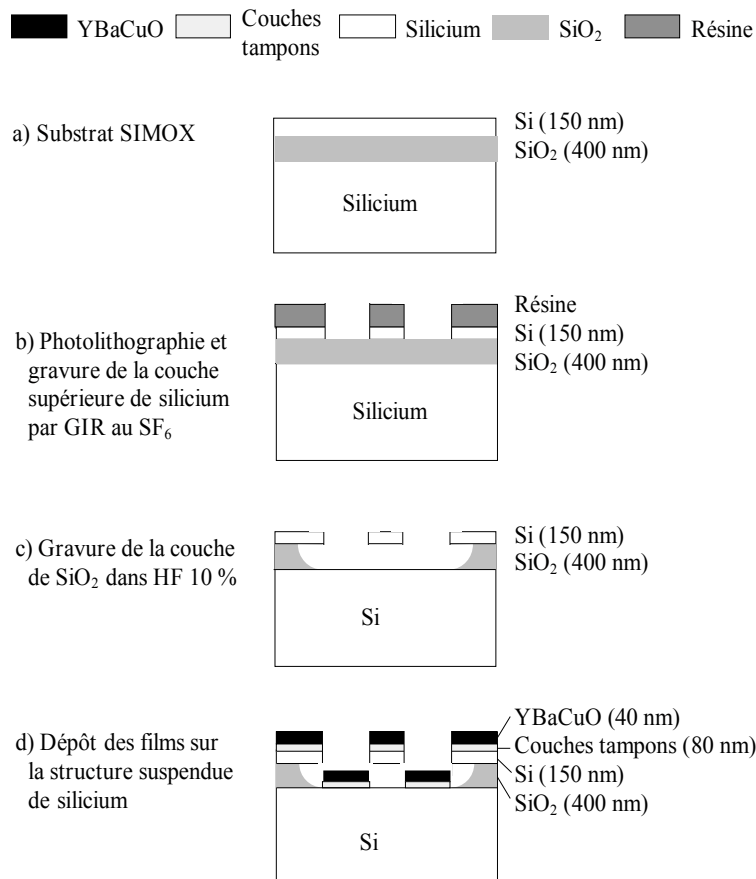 YBaCuO
Couches
tampons
Silicium
SiO₂
Résine
a) Substrat SIMOX
Si (150 nm)
SiO₂ (400 nm)
Silicium
b) Photolithographie et
gravure de la couche
supérieure de silicium
par GIR au SF₆
Résine
Si (150 nm)
SiO₂ (400 nm)
Silicium
c) Gravure de la couche
de SiO₂ dans HF 10 %
Si (150 nm)
SiO₂ (400 nm)
Si
d) Dépôt des films sur
la structure suspendue
de silicium
YBaCuO (40 nm)
Couches tampons (80 nm)
Si (150 nm)
SiO₂ (400 nm)
Si